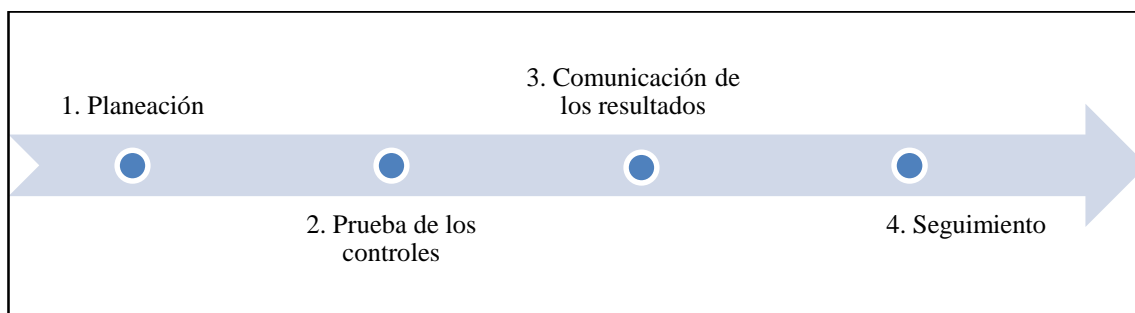 1. Planeación
2. Prueba de los
controles
3. Comunicación de
los resultados
4. Seguimiento